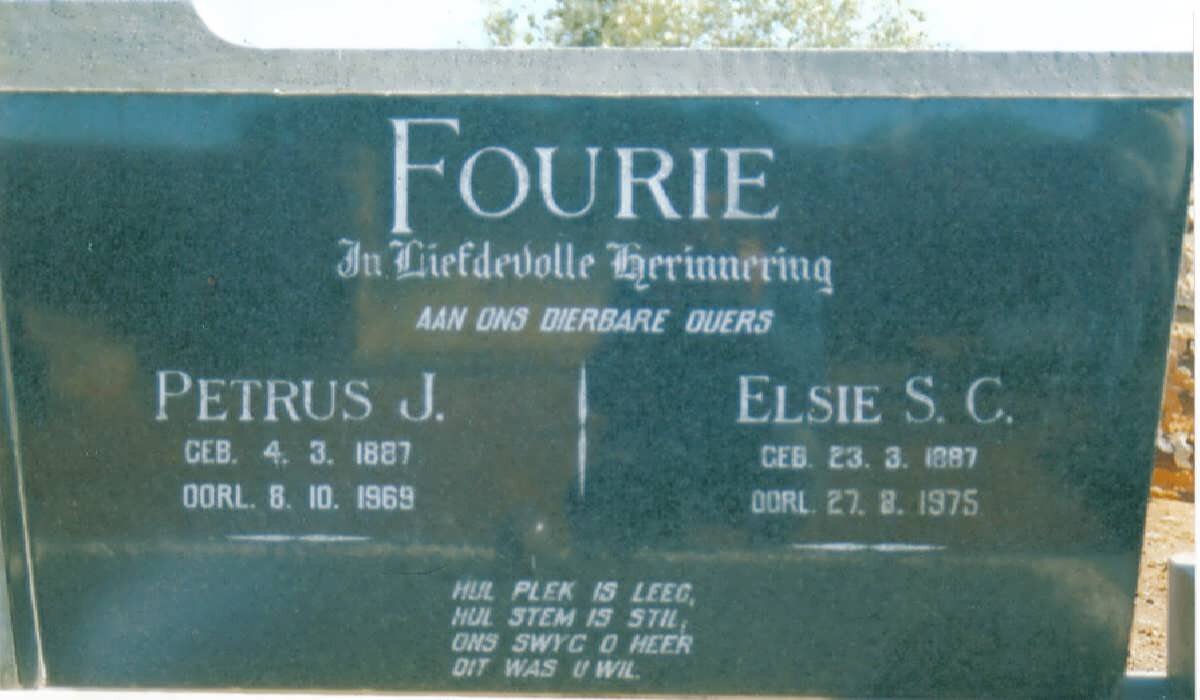 FOURIE
In Liefdevolle Herinnering
AAN ONS DIERBARE OUERS
PETRUS J.
GEB. 4. 3. 1887
OORL. 8. 10. 1969
ELSIE S. C.
GEB. 23. 3. 1887
OORL. 27. 8. 1975
HUL PLEK IS LEEG,
HUL STEM IS STIL,
ONS SWYG O HEER
DIT WAS U WIL.